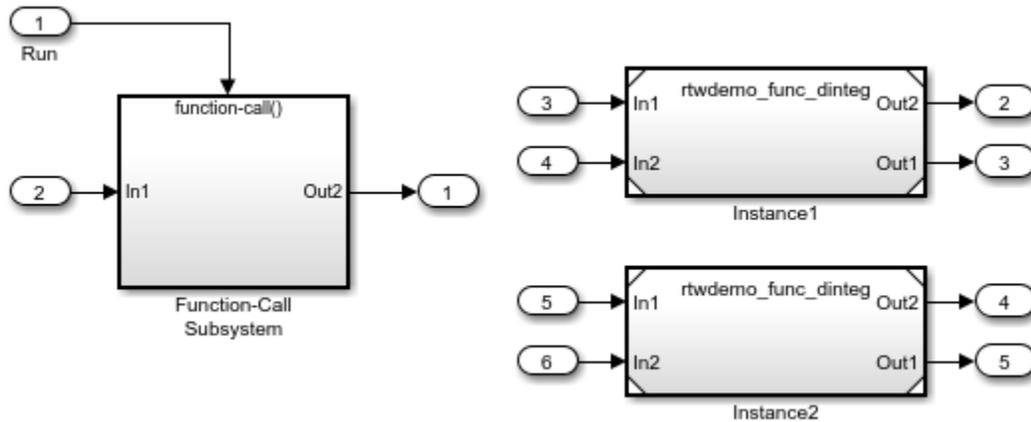 1
Run
function-call()
2
In1
Out2
1
Function-Call
Subsystem
rtwdemo_func_dinteg
3
In1
Out2
2
4
In2
Out1
3
Instance1
rtwdemo_func_dinteg
5
In1
Out2
4
6
In2
Out1
5
Instance2